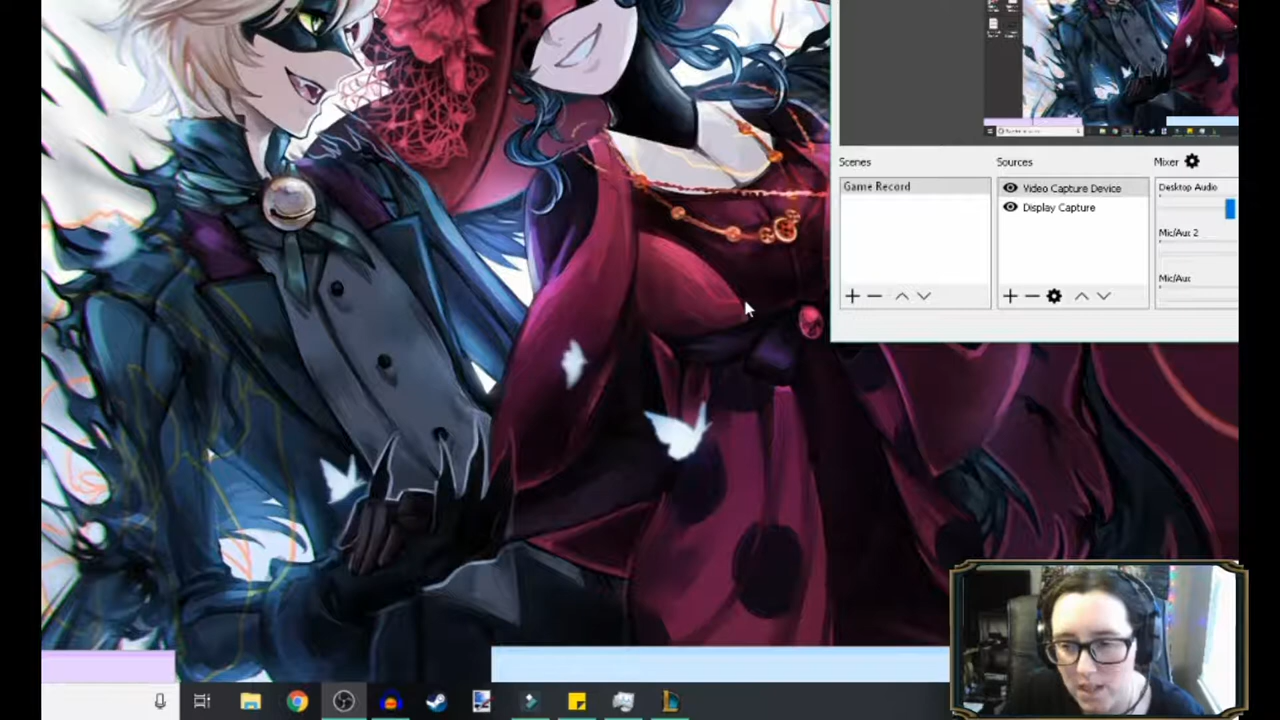 Scenes
Sources
Mixer
Game Record
Video Capture Device
Display Capture
Desktop Audio
Mic/Aux 2
Mic/Aux